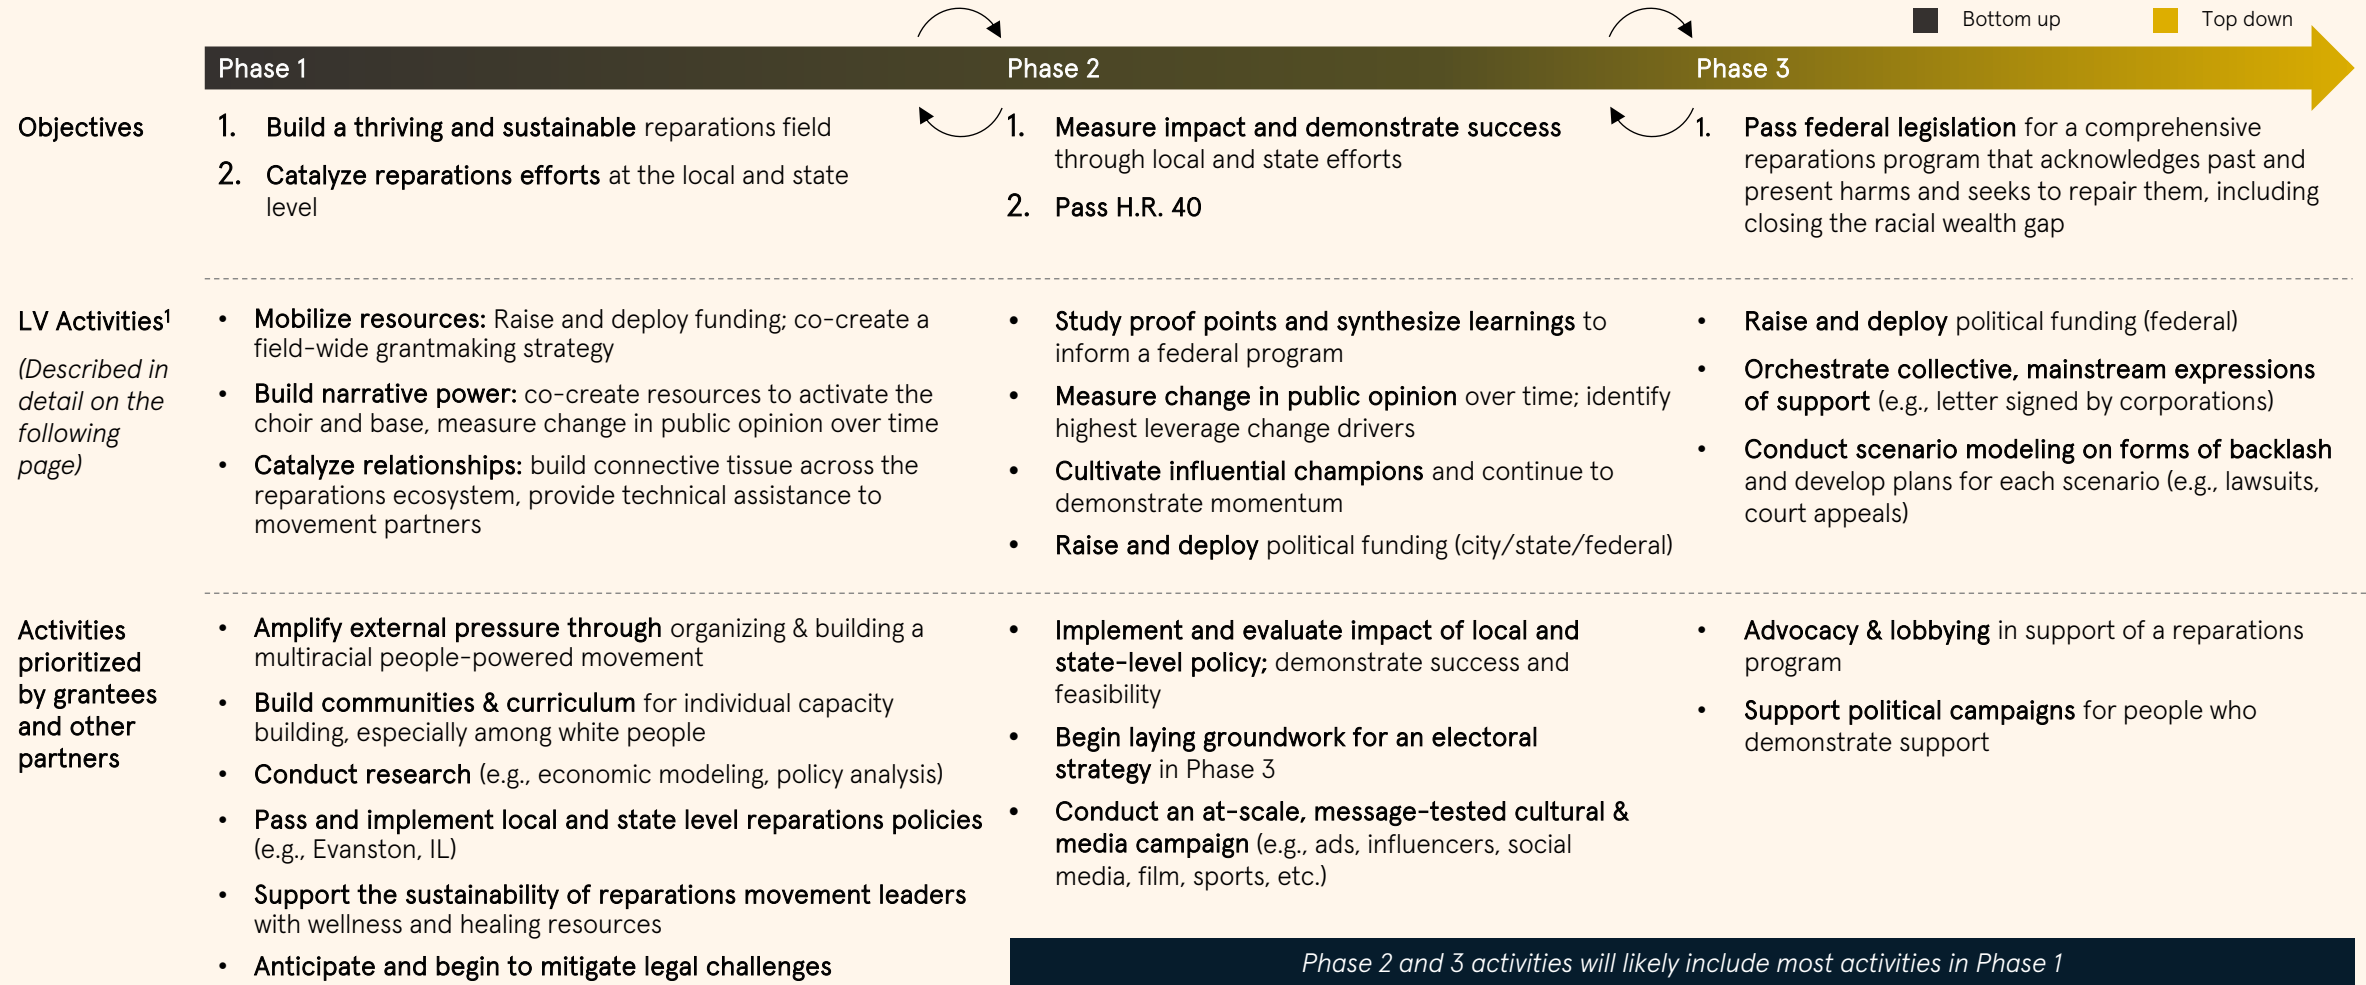 Bottom up
Top down
Phase 1
Phase 2
Phase 3
Objectives
1. Build a thriving and sustainable reparations field
2. Catalyze reparations efforts at the local and state
level
1. Measure impact and demonstrate success
through local and state efforts
2. Pass H.R. 40
1. Pass federal legislation for a comprehensive
reparations program that acknowledges past and
present harms and seeks to repair them, including
closing the racial wealth gap
LV Activities¹
(Described in
detail on the
following
page)
• Mobilize resources: Raise and deploy funding; co-create a
field-wide grantmaking strategy
• Build narrative power: co-create resources to activate the
choir and base, measure change in public opinion over time
• Catalyze relationships: build connective tissue across the
reparations ecosystem, provide technical assistance to
movement partners
• Study proof points and synthesize learnings to
inform a federal program
• Measure change in public opinion over time; identify
highest leverage change drivers
• Cultivate influential champions and continue to
demonstrate momentum
• Raise and deploy political funding (city/state/federal)
• Raise and deploy political funding (federal)
• Orchestrate collective, mainstream expressions
of support (e.g., letter signed by corporations)
• Conduct scenario modeling on forms of backlash
and develop plans for each scenario (e.g., lawsuits,
court appeals)
Activities
prioritized
by grantees
and other
partners
• Amplify external pressure through organizing & building a
multiracial people-powered movement
• Build communities & curriculum for individual capacity
building, especially among white people
• Conduct research (e.g., economic modeling, policy analysis)
• Pass and implement local and state level reparations policies
(e.g., Evanston, IL)
• Support the sustainability of reparations movement leaders
with wellness and healing resources
• Anticipate and begin to mitigate legal challenges
• Implement and evaluate impact of local and
state-level policy; demonstrate success and
feasibility
• Begin laying groundwork for an electoral
strategy in Phase 3
• Conduct an at-scale, message-tested cultural &
media campaign (e.g., ads, influencers, social
media, film, sports, etc.)
• Advocacy & lobbying in support of a reparations
program
• Support political campaigns for people who
demonstrate support
Phase 2 and 3 activities will likely include most activities in Phase 1